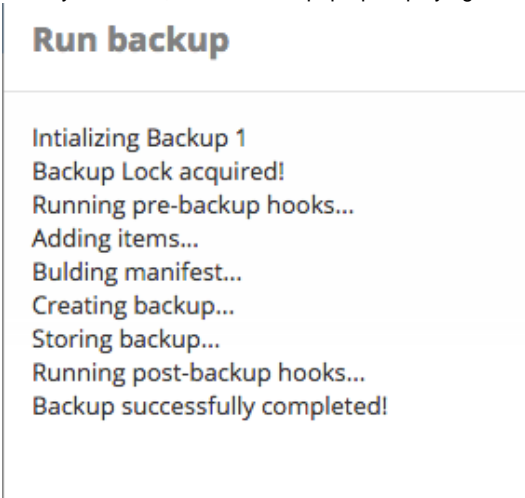 Run backup
Intializing Backup 1
Backup Lock acquired!
Running pre-backup hooks...
Adding items...
Bulding manifest...
Creating backup...
Storing backup...
Running post-backup hooks...
Backup successfully completed!